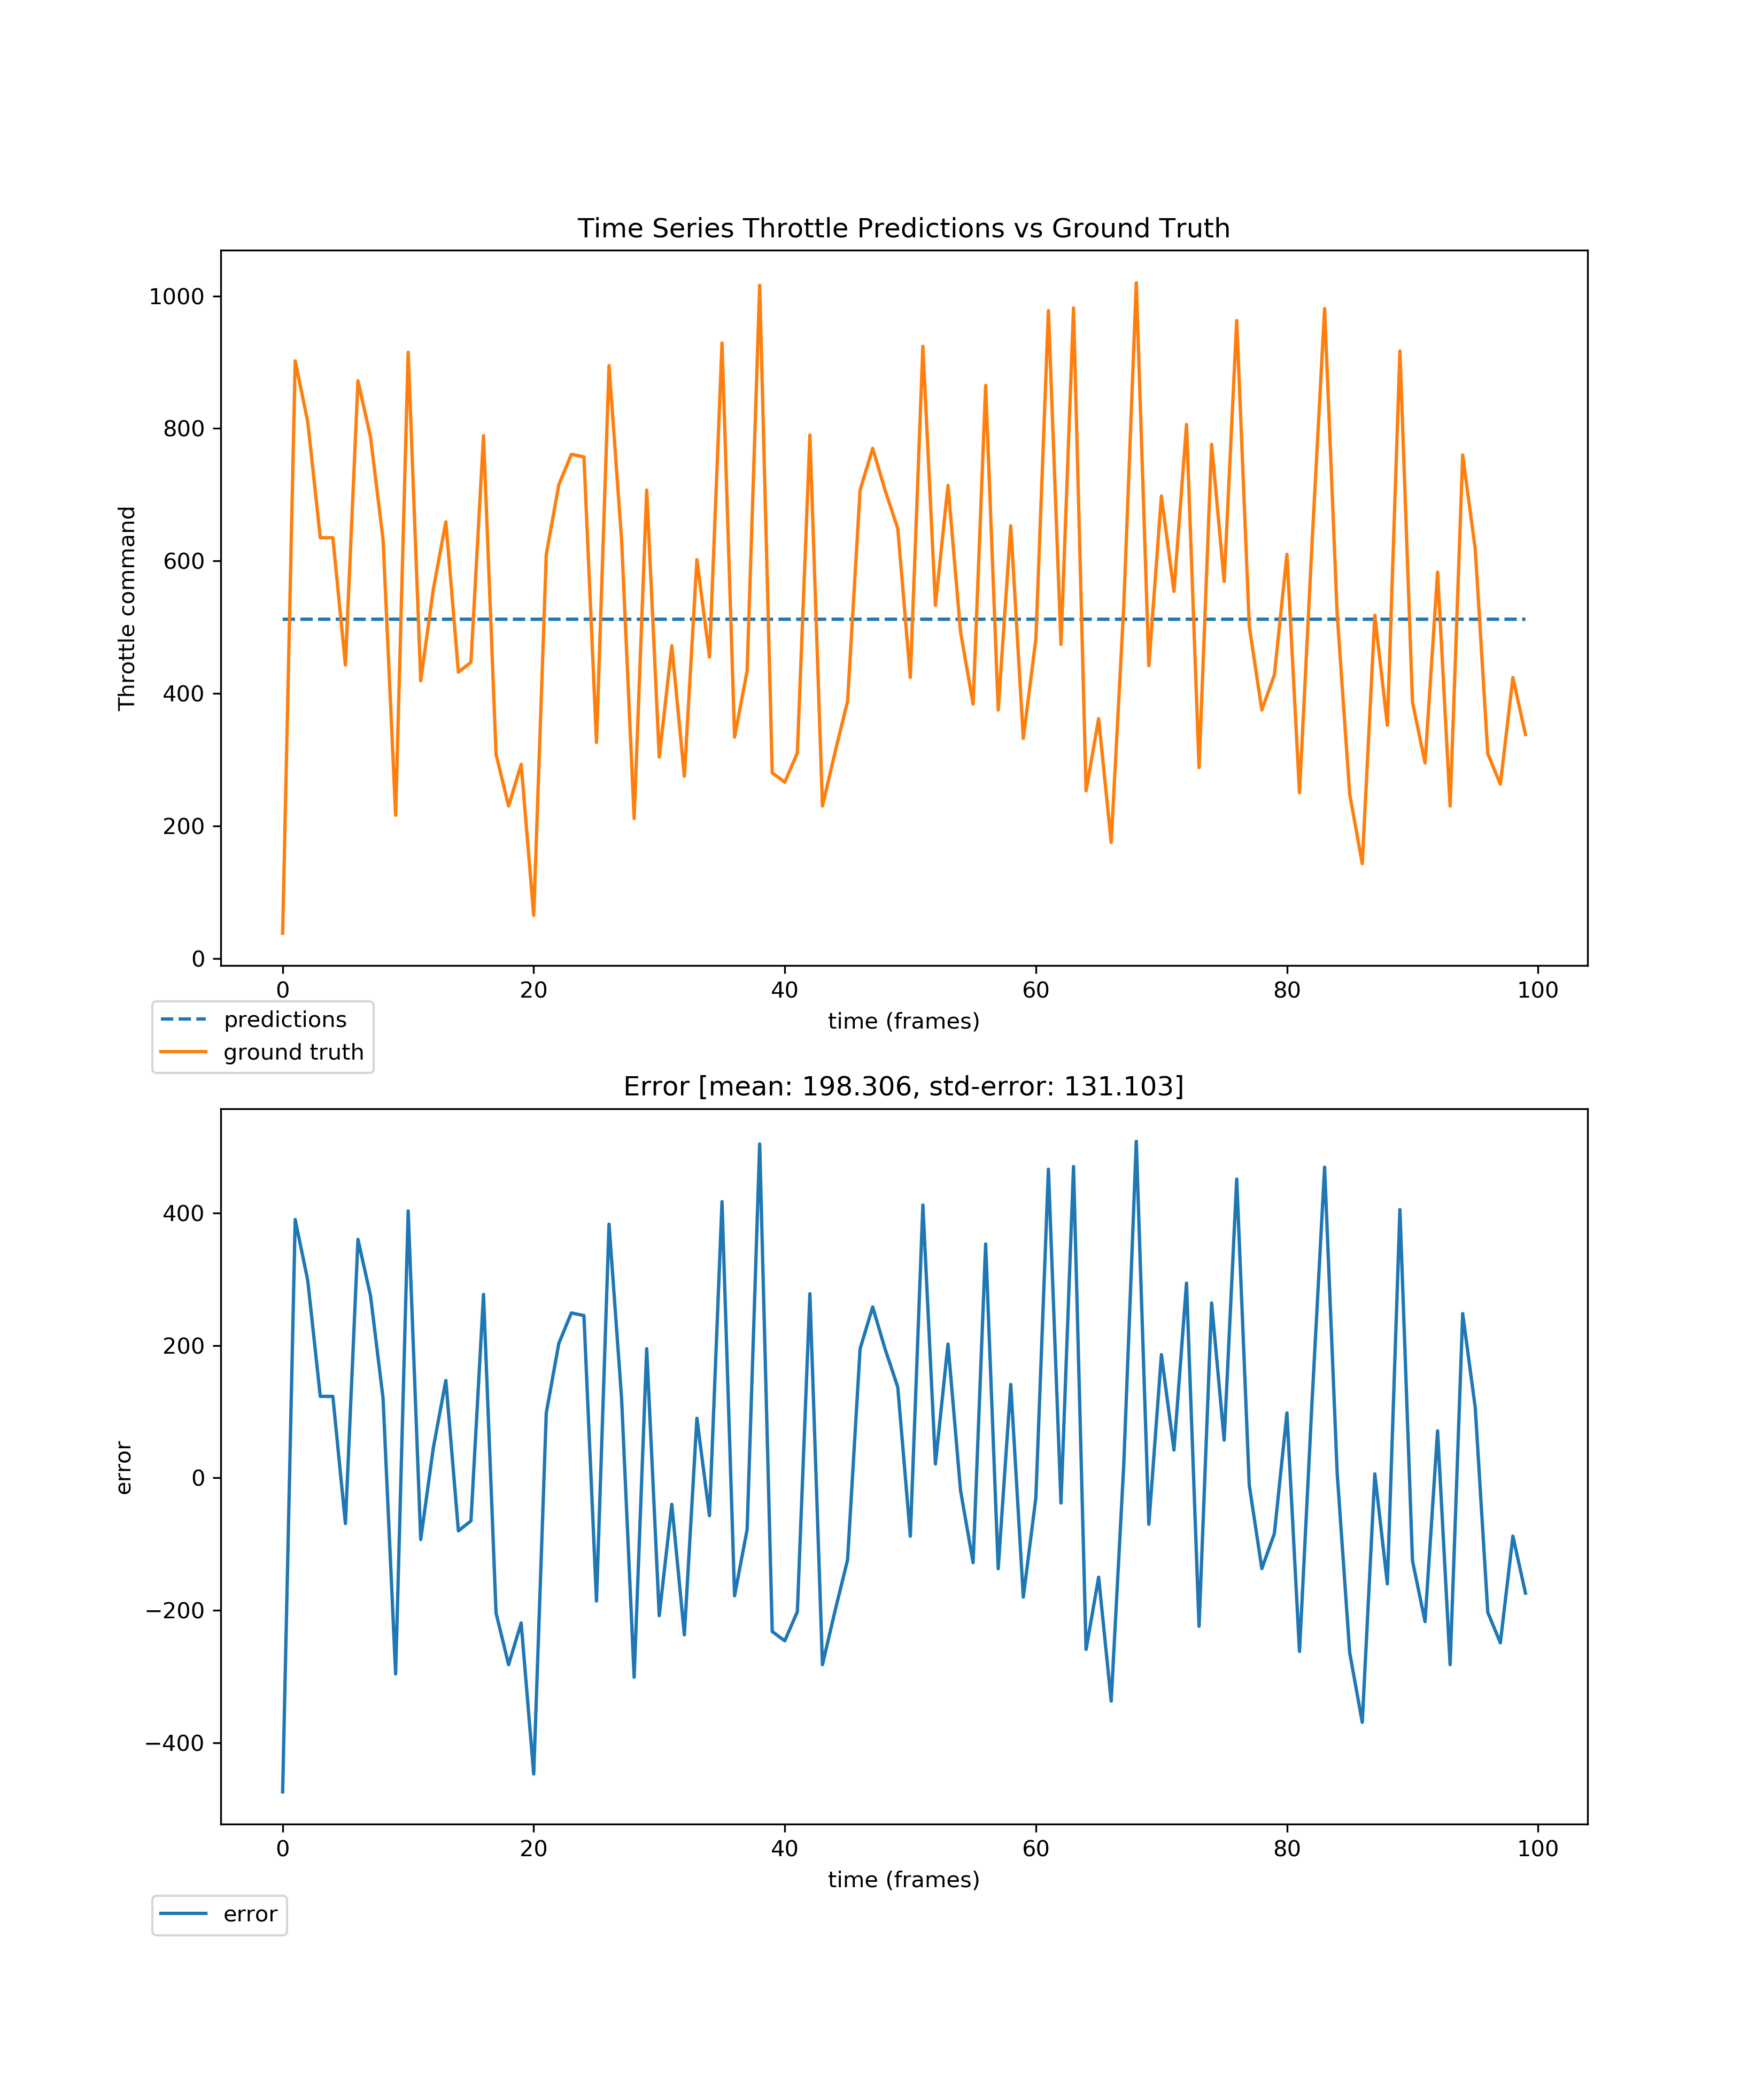 Time Series Throttle Predictions vs Ground Truth
Throttle command
1000
800
600
400
200
0
0 20 40 60 80 100
time (frames)
predictions
ground truth
Error [mean: 198.306, std-error: 131.103]
error
400
200
0
−200
−400
0 20 40 60 80 100
time (frames)
error